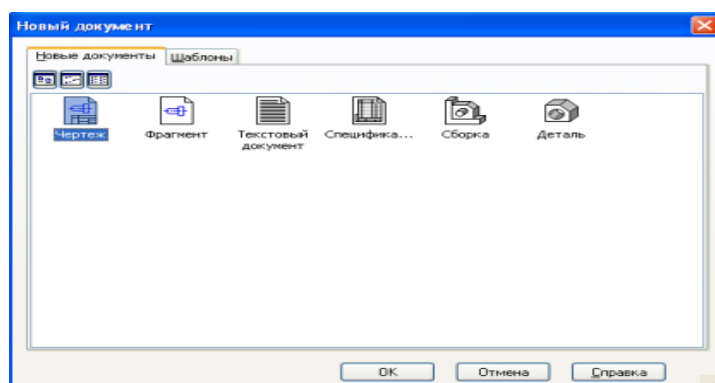 Новый документ
Новые документы Шаблоны
Чертеж Фрагмент Текстовый документ Специфика... Сборка Деталь
OK Отмена Справка